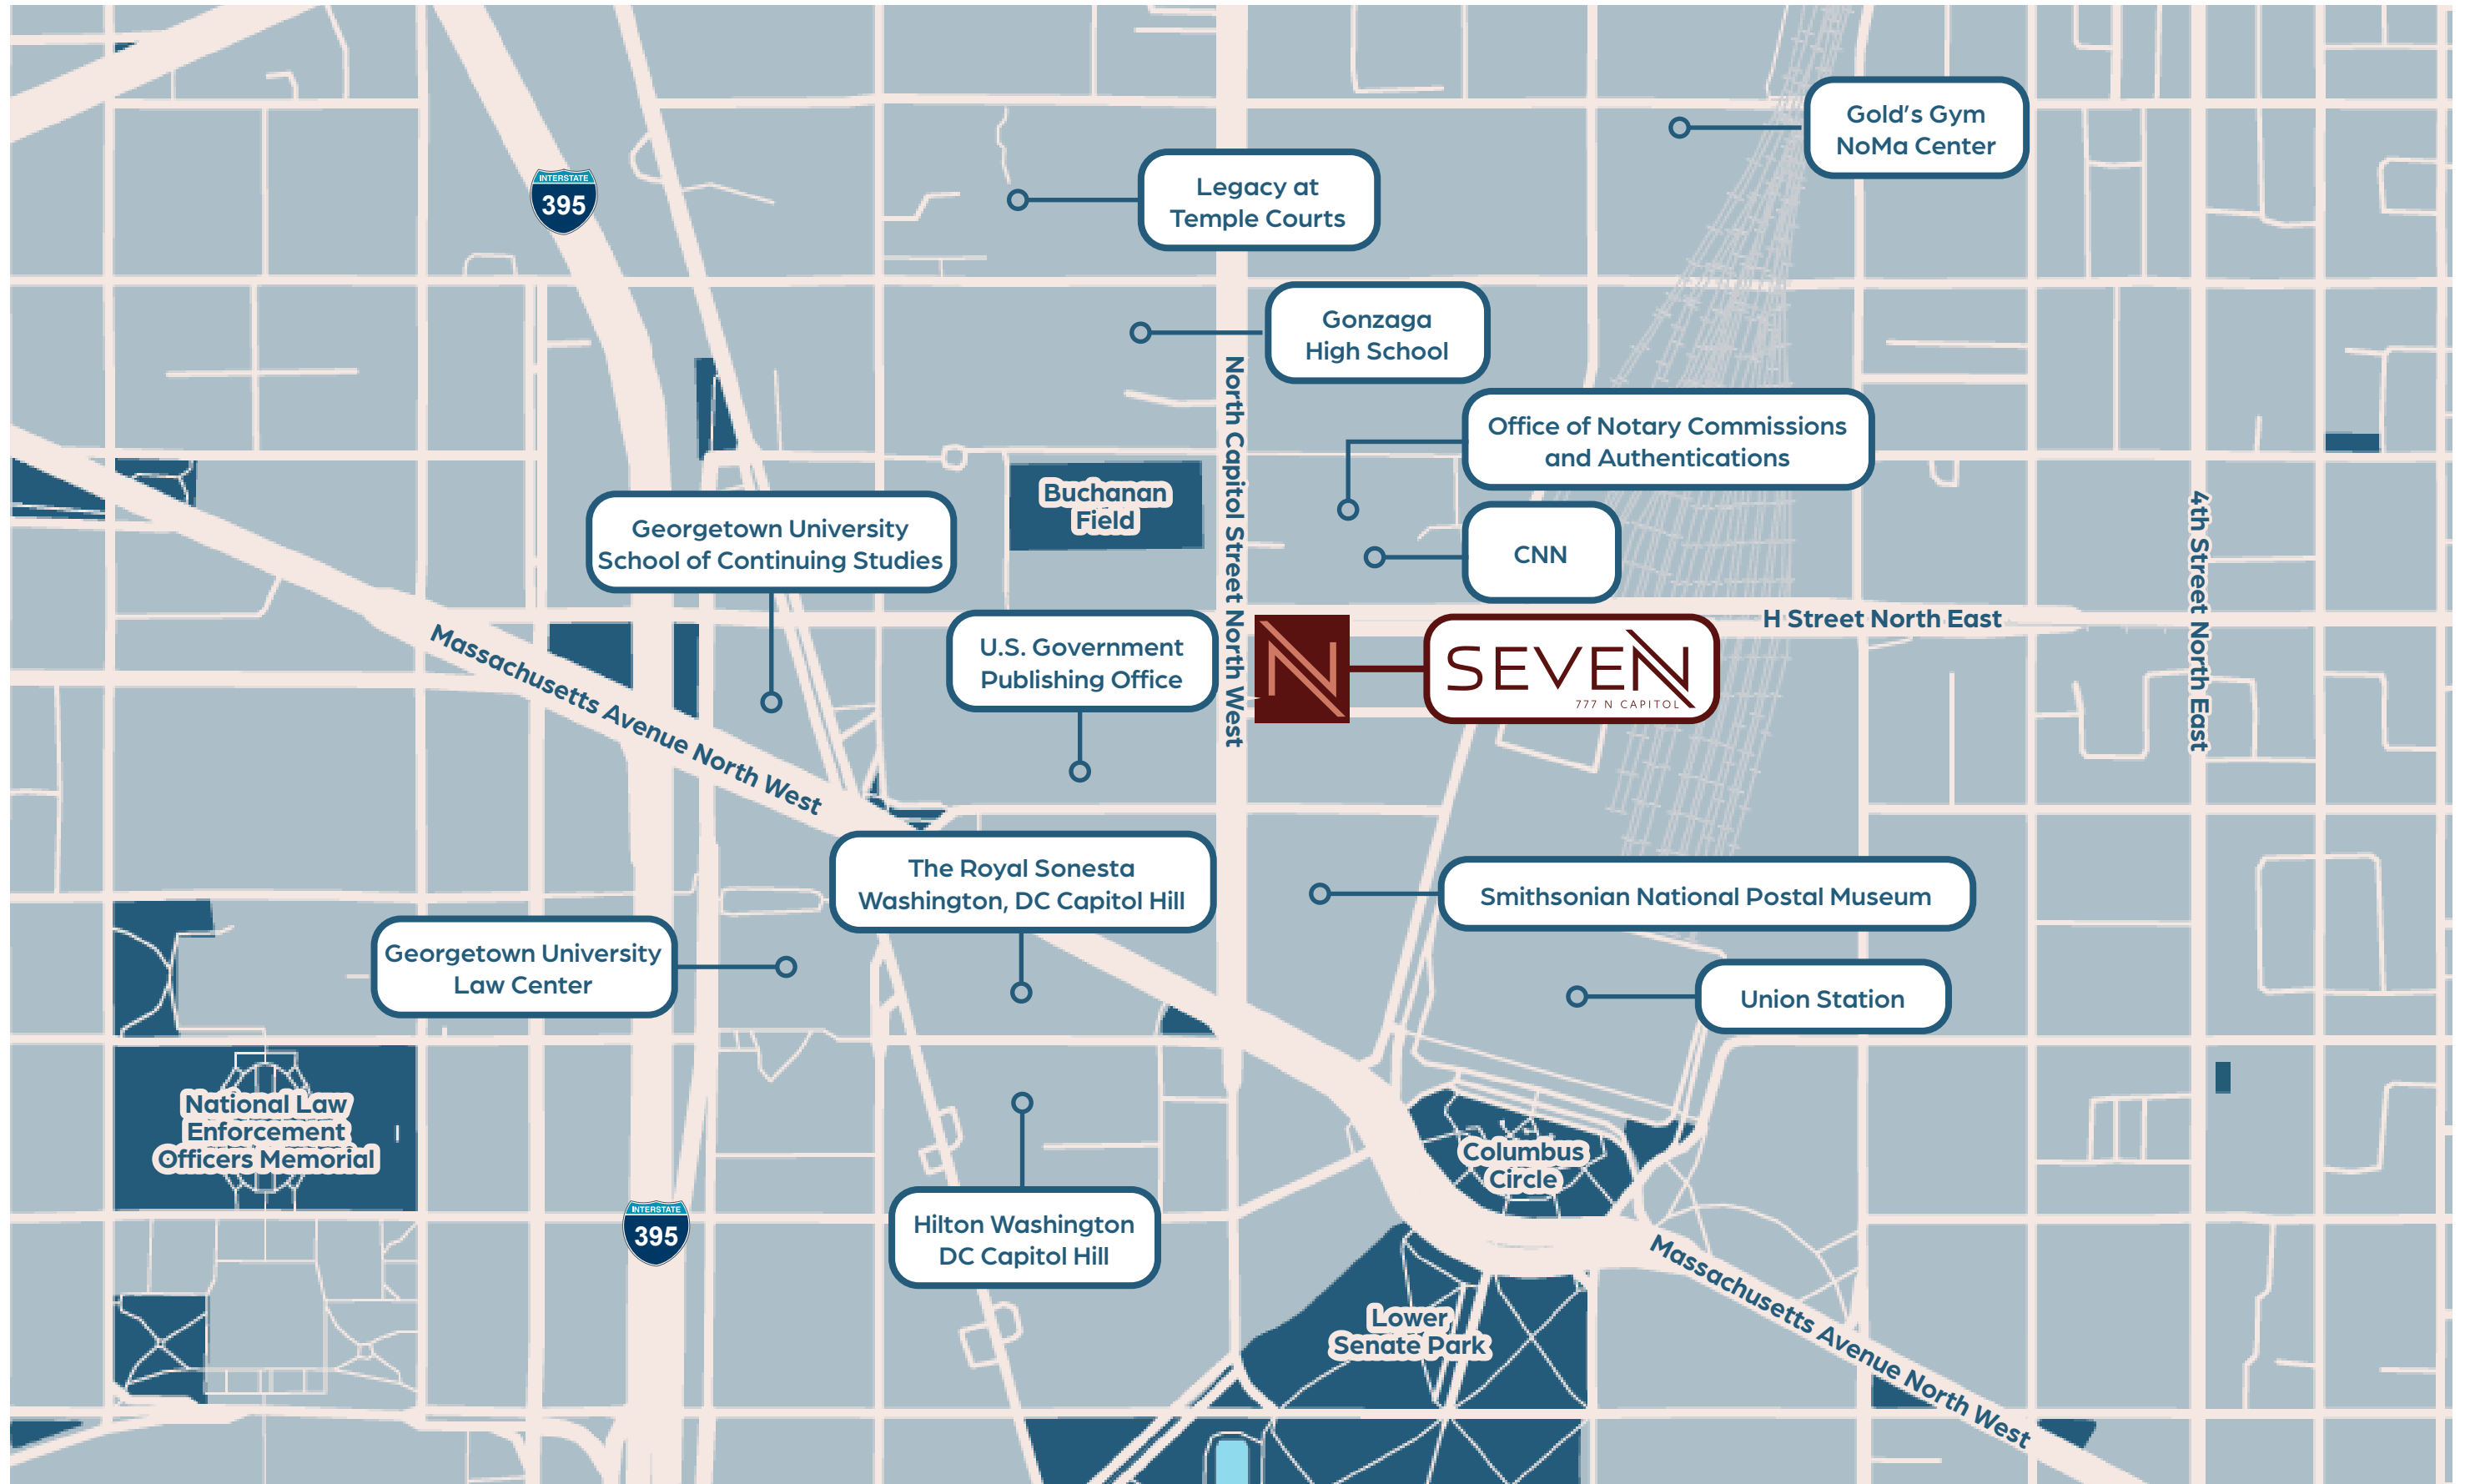 Gold's Gym
NoMa Center
INTERSTATE
395
Legacy at
Temple Courts
Gonzaga
High School
North Capitol Street North West
Office of Notary Commissions
and Authentications
Buchanan
Field
Georgetown University
School of Continuing Studies
CNN
4th Street North East
H Street North East
Massachusetts Avenue North West
U.S. Government
Publishing Office
N
SEVEN
777 N CAPITOL
The Royal Sonesta
Washington, DC Capitol Hill
Smithsonian National Postal Museum
Georgetown University
Law Center
Union Station
National Law
Enforcement
Officers Memorial
Columbus
Circle
INTERSTATE
395
Hilton Washington
DC Capitol Hill
Massachusetts Avenue North West
Lower
Senate Park